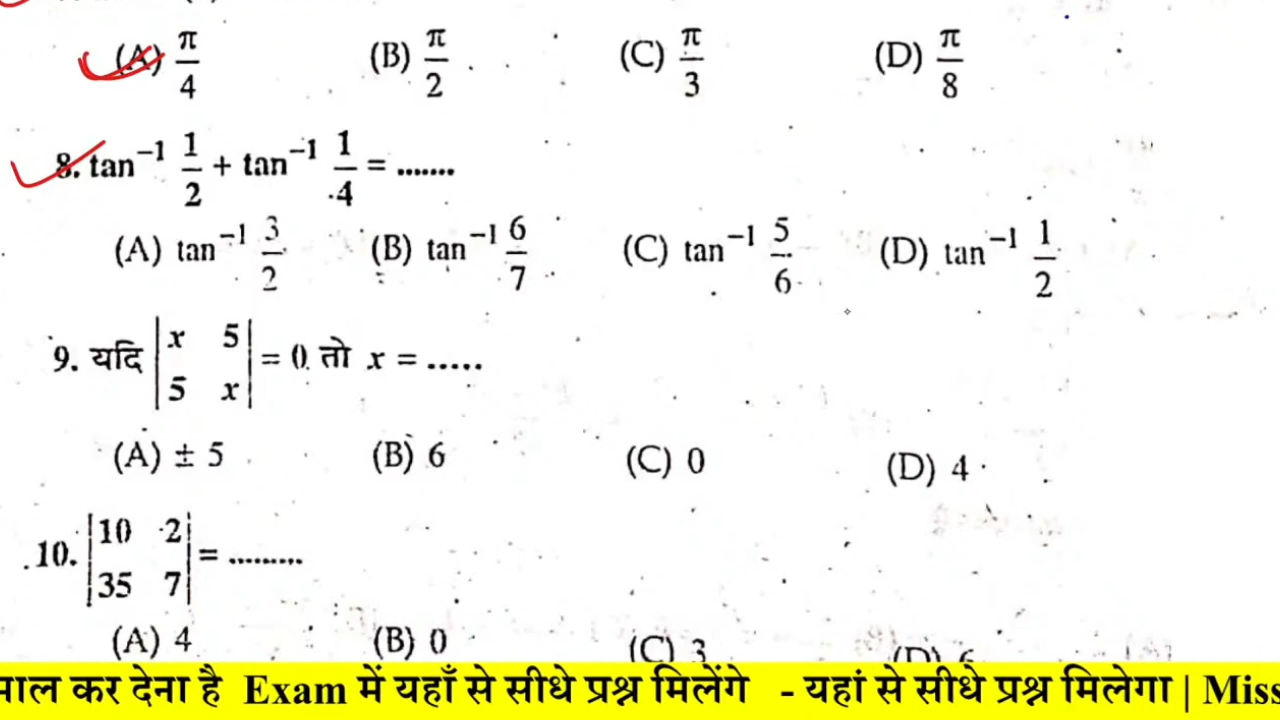 (A) π/4 (B) π/2 (C) π/3 (D) π/8
8. tan⁻¹ 1/2 + tan⁻¹ 1/4 = .......
(A) tan⁻¹ 3/2 (B) tan⁻¹ 6/7 (C) tan⁻¹ 5/6 (D) tan⁻¹ 1/2
9. यदि |x 5|
|5 x| = 0 तो x = .....
(A) ± 5 (B) 6 (C) 0 (D) 4
10. |10 2|
|35 7| = .........
(A) 4 (B) 0 (C) 3 (D) 6
कर देना है Exam में यहाँ से सीधे प्रश्न मिलेंगे - यहां से सीधे प्रश्न मिलेगा |